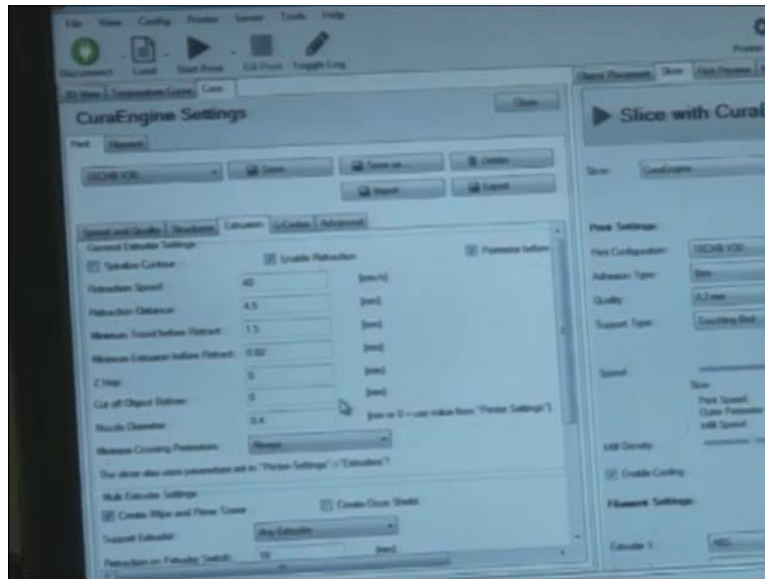 File View Config Printer Server Tools Help
Disconnect Load Start Print Kill Print Toggle Log
Printer
3D View Temperature Curve Cura
Object Placement Slicer Print Preview
CuraEngine Settings
Close
Slice with CuraE
Print Filament
Save Save as... Delete
Import Export
Slicer: CuraEngine
Speed and Quality Structures Extrusion G-Codes Advanced
Print Settings:
General Extruder Settings
Print Configuration:
Spiralize Contour Enable Retraction Perimeter before
Adhesion Type:
Retraction Speed: 40 [mm/s]
Quality: 0.2 mm
Retraction Distance: 4.5 [mm]
Support Type: Touching Bed
Minimum Travel before Retract: 1.5 [mm]
Minimum Extrusion before Retract: 0.02 [mm]
Z Hop: 0 [mm]
Speed:
Slow
Cut off Object Bottom: 0 [mm]
Print Speed:
Outer Perimeter
Infill Speed:
Nozzle Diameter: 0.4 [mm or 0 = use value from "Printer Settings"]
Minimize Crossing Perimeters: Always
Infill Density:
The slicer also uses parameters set in "Printer Settings"->"Extruders"!
Enable Cooling
Multi Extruder Settings
Create Wipe and Prime Tower Create Ooze Shield
Filament Settings:
Support Extruder: Any Extruder
Extruder 1:
Retraction on Extruder Switch: [mm]